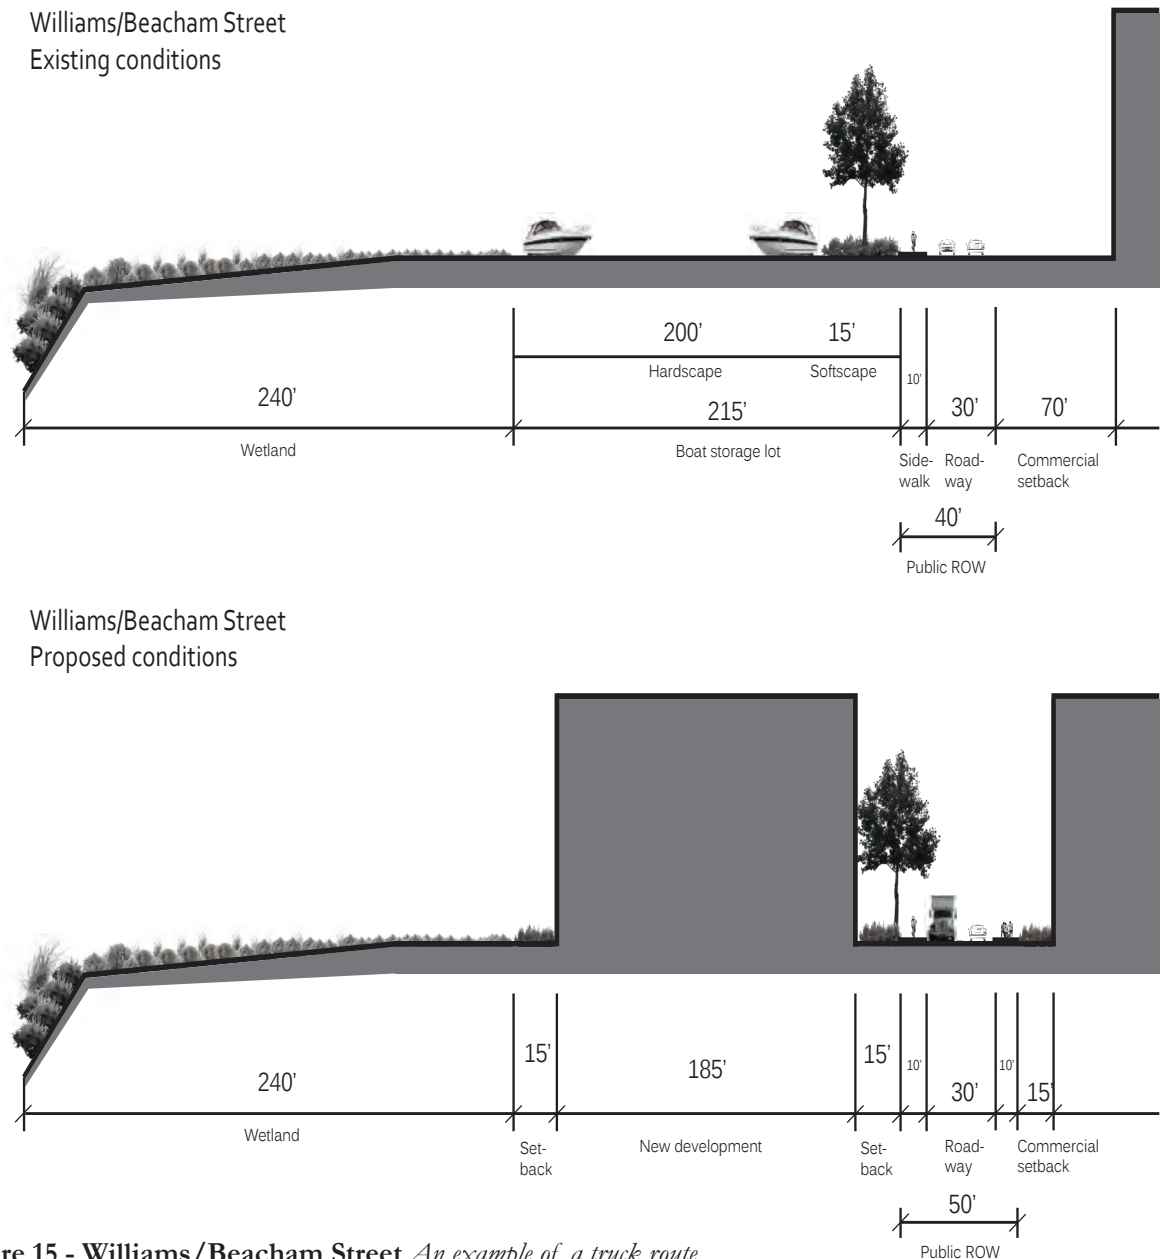 Williams/Beacham Street
Existing conditions
200’ 15’
Hardscape Softscape
10’
240’ 215’ 30’ 70’
Wetland Boat storage lot
Side- Road- Commercial
walk way setback
40’
Public ROW
Williams/Beacham Street
Proposed conditions
15’ 185’ 15’ 10’ 10’
240’ 30’ 15’
Wetland
Set- New development Set- Road- Commercial
back back way setback
50’
Public ROW
re 15 - Williams/Beacham Street An example of a truck route